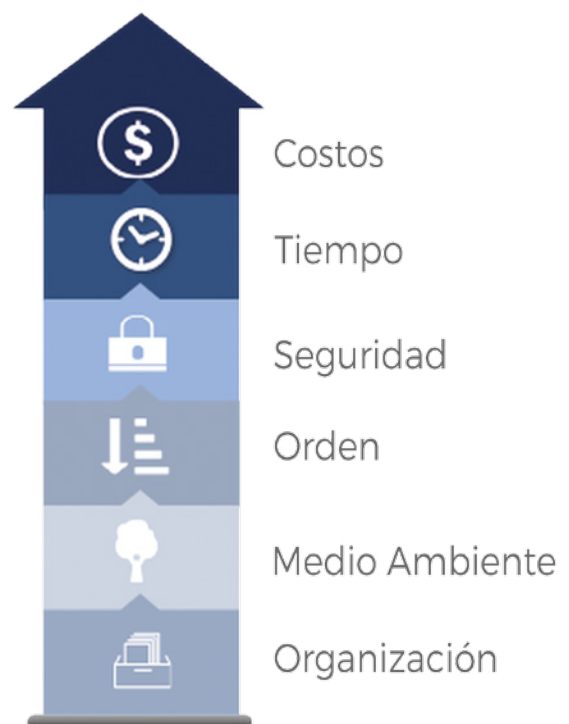 $
Costos
Tiempo
Seguridad
Orden
Medio Ambiente
Organización